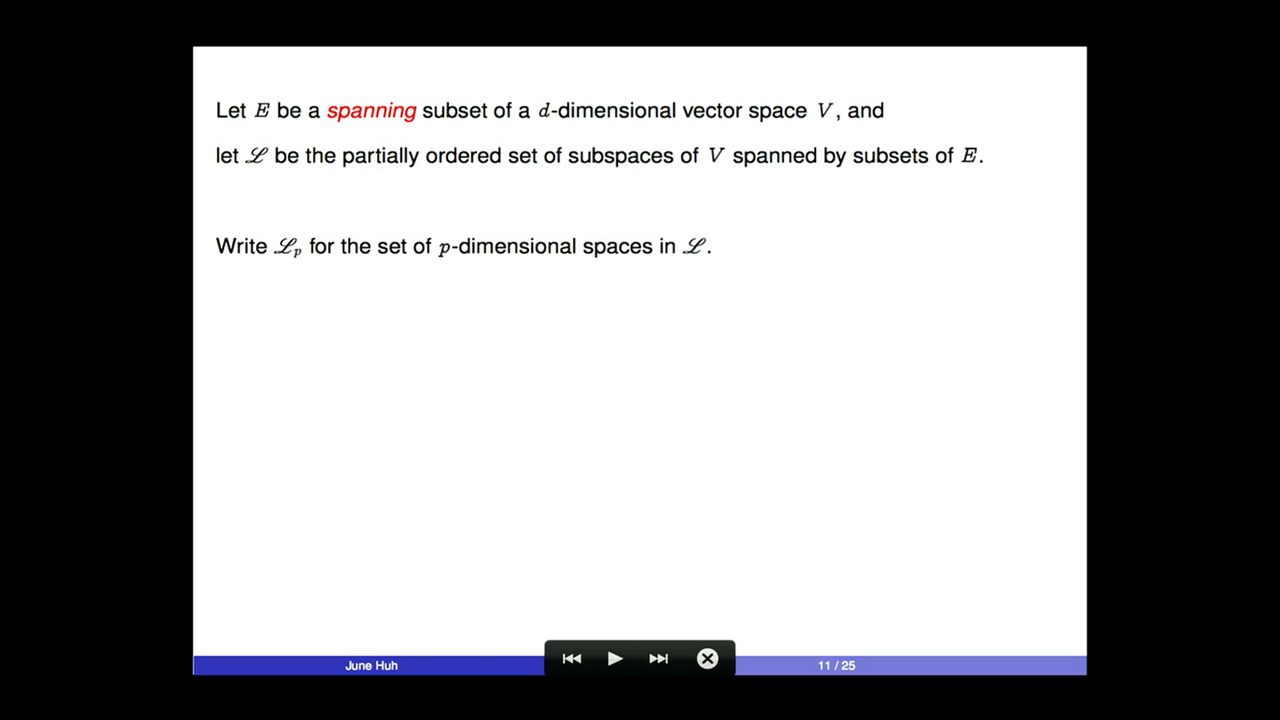 Let E be a spanning subset of a d-dimensional vector space V, and
let ℒ be the partially ordered set of subspaces of V spanned by subsets of E.
Write ℒₚ for the set of p-dimensional spaces in ℒ.
June Huh
11 / 25